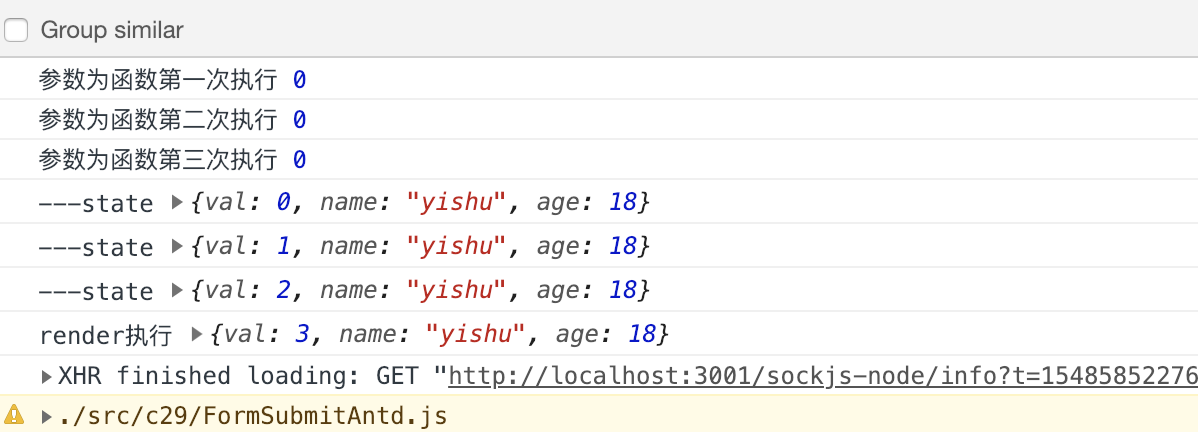 Group similar
参数为函数第一次执行 0
参数为函数第二次执行 0
参数为函数第三次执行 0
---state ▶{val: 0, name: "yishu", age: 18}
---state ▶{val: 1, name: "yishu", age: 18}
---state ▶{val: 2, name: "yishu", age: 18}
render执行 ▶{val: 3, name: "yishu", age: 18}
▶XHR finished loading: GET "http://localhost:3001/sockjs-node/info?t=15485852276
▶./src/c29/FormSubmitAntd.js